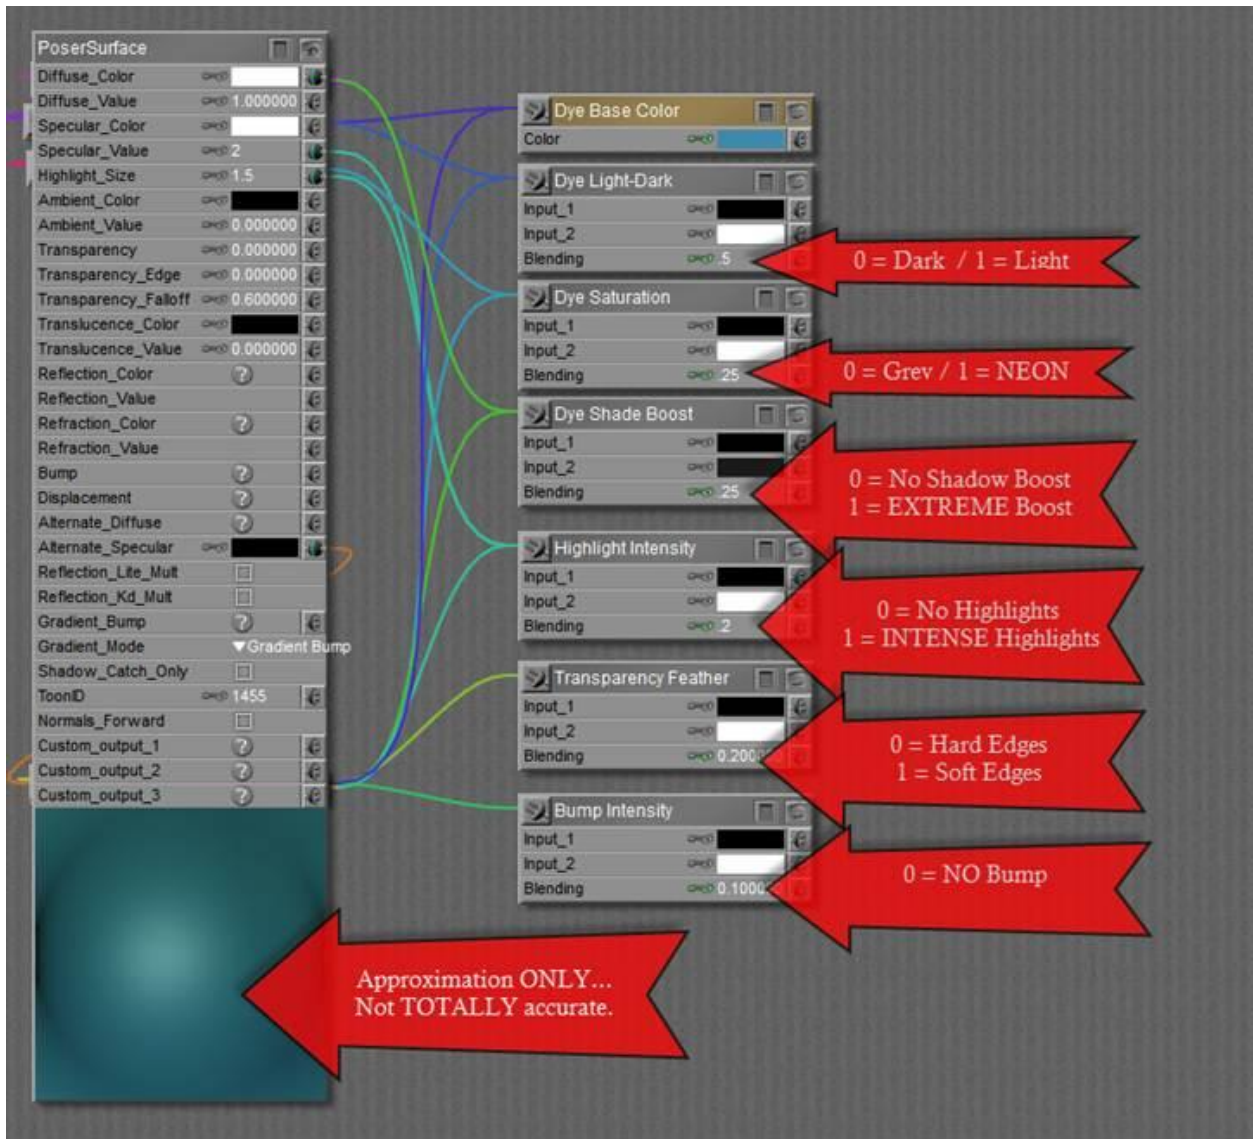 PoserSurface
Diffuse_Color
Diffuse_Value 1.000000
Specular_Color
Specular_Value 2
Highlight_Size 1.5
Ambient_Color
Ambient_Value 0.000000
Transparency 0.000000
Transparency_Edge 0.000000
Transparency_Falloff 0.600000
Translucence_Color
Translucence_Value 0.000000
Reflection_Color ?
Reflection_Value
Refraction_Color ?
Refraction_Value
Bump ?
Displacement ?
Alternate_Diffuse ?
Alternate_Specular
Reflection_Lite_Mult
Reflection_Kd_Mult
Gradient_Bump ?
Gradient_Mode Gradient Bump
Shadow_Catch_Only
ToonID 1455
Normals_Forward
Custom_output_1 ?
Custom_output_2 ?
Custom_output_3 ?
Dye Base Color
Color
Dye Light-Dark
Input_1
Input_2
Blending .5
0 = Dark / 1 = Light
Dye Saturation
Input_1
Input_2
Blending .25
0 = Grey / 1 = NEON
Dye Shade Boost
Input_1
Input_2
Blending .25
0 = No Shadow Boost
1 = EXTREME Boost
Highlight Intensity
Input_1
Input_2
Blending .2
0 = No Highlights
1 = INTENSE Highlights
Transparency Feather
Input_1
Input_2
Blending 0.200
0 = Hard Edges
1 = Soft Edges
Bump Intensity
Input_1
Input_2
Blending 0.1000
0 = NO Bump
Approximation ONLY...
Not TOTALLY accurate.